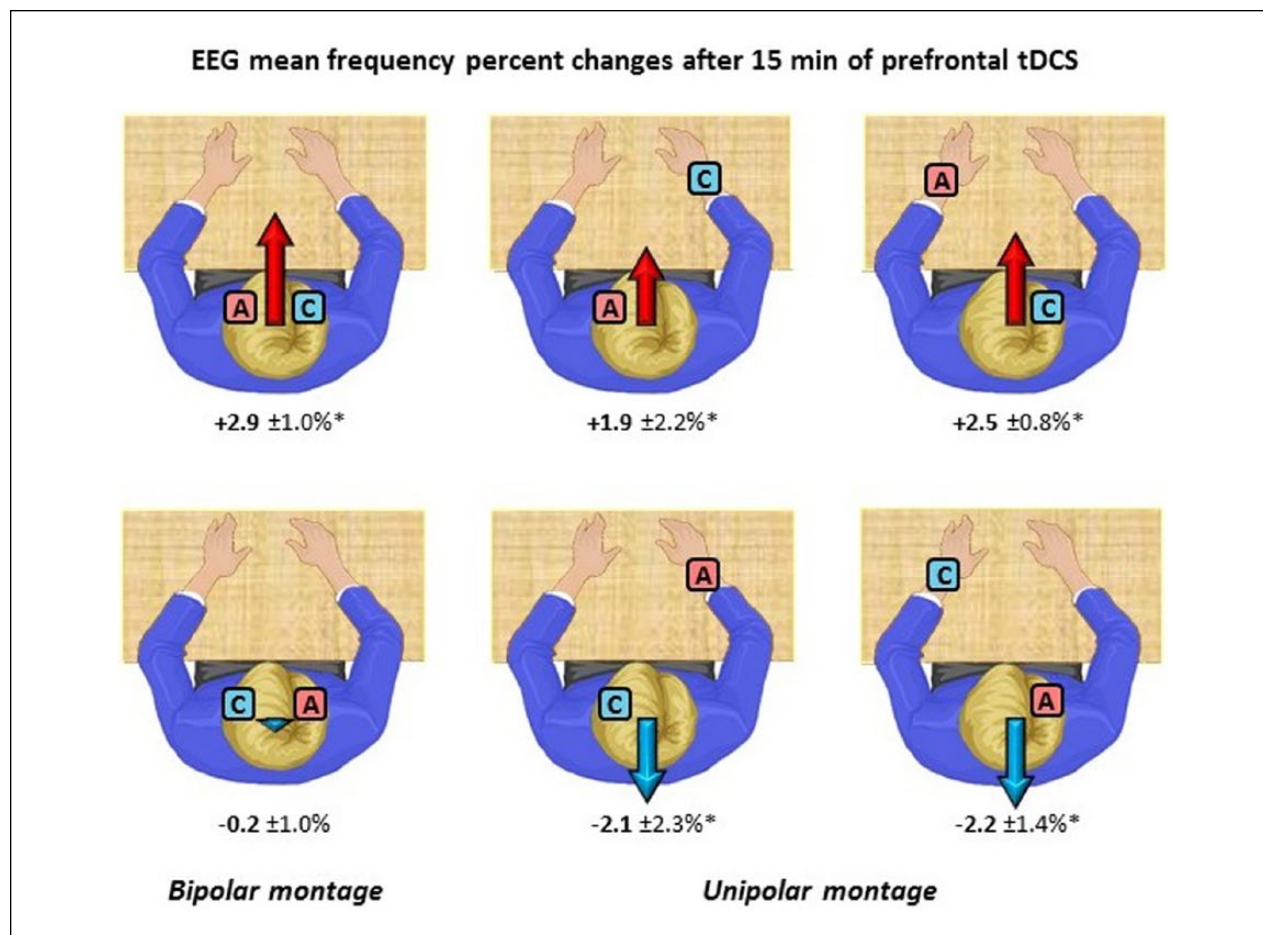 EEG mean frequency percent changes after 15 min of prefrontal tDCS
C
A
A C
A
C
+2.9 ±1.0%*
+1.9 ±2.2%*
+2.5 ±0.8%*
A
C
C A
C
A
-0.2 ±1.0%
-2.1 ±2.3%*
-2.2 ±1.4%*
Bipolar montage
Unipolar montage